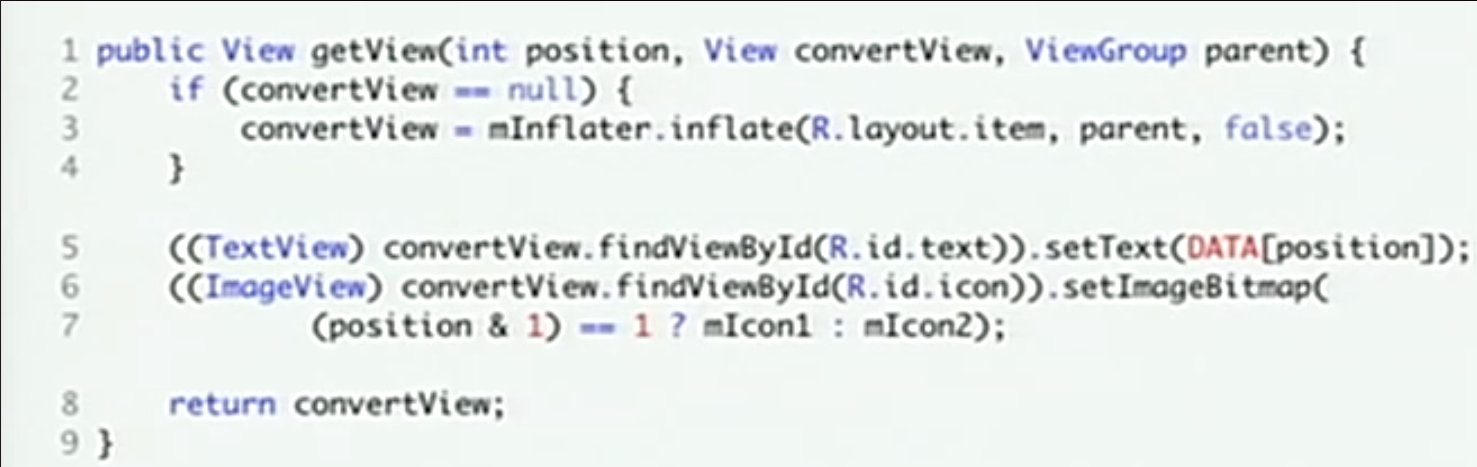 1 public View getView(int position, View convertView, ViewGroup parent) {
2     if (convertView == null) {
3         convertView = mInflater.inflate(R.layout.item, parent, false);
4     }
5     ((TextView) convertView.findViewById(R.id.text)).setText(DATA[position]);
6     ((ImageView) convertView.findViewById(R.id.icon)).setImageBitmap(
7             (position & 1) == 1 ? mIcon1 : mIcon2);
8     return convertView;
9 }